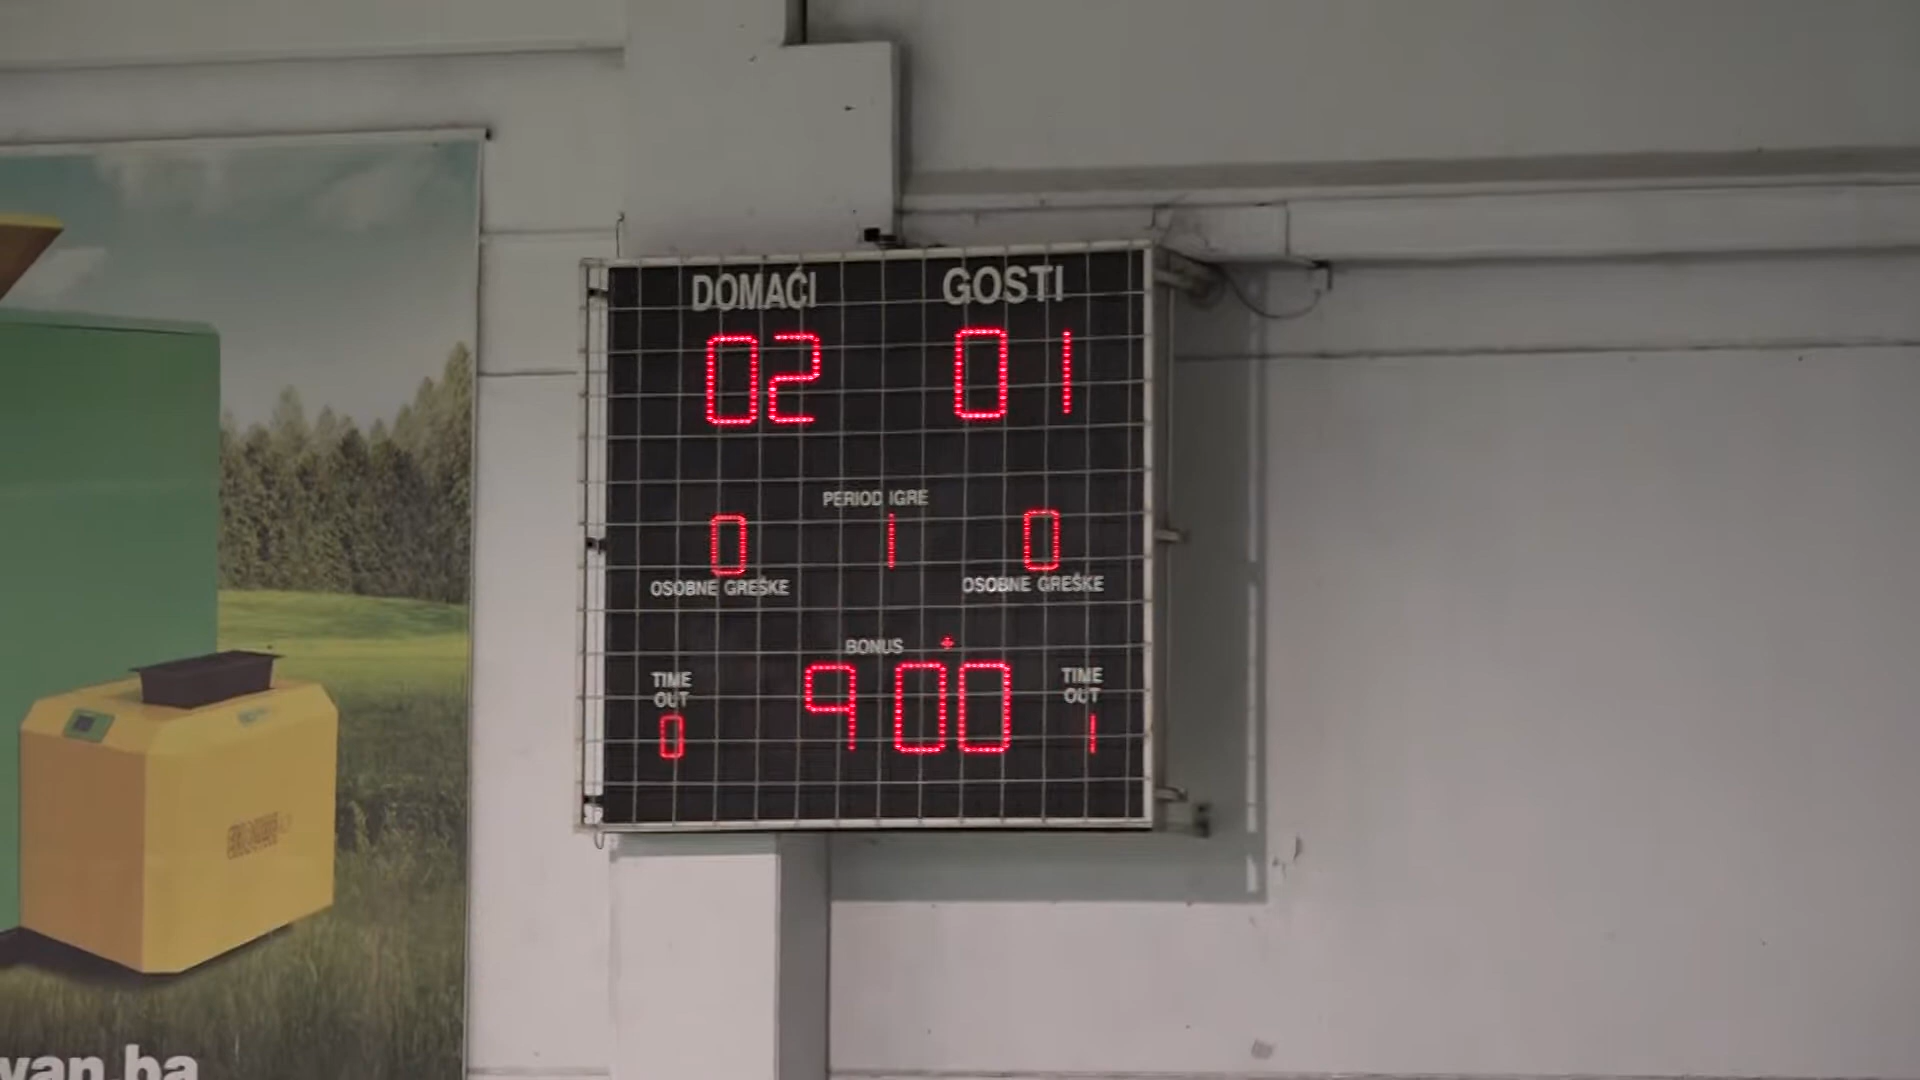 DOMAĆI GOSTI
02 01
PERIOD IGRE
0 1 0
OSOBNE GREŠKE OSOBNE GREŠKE
BONUS
TIME OUT
TIME OUT
0 9 00 1
van.ba